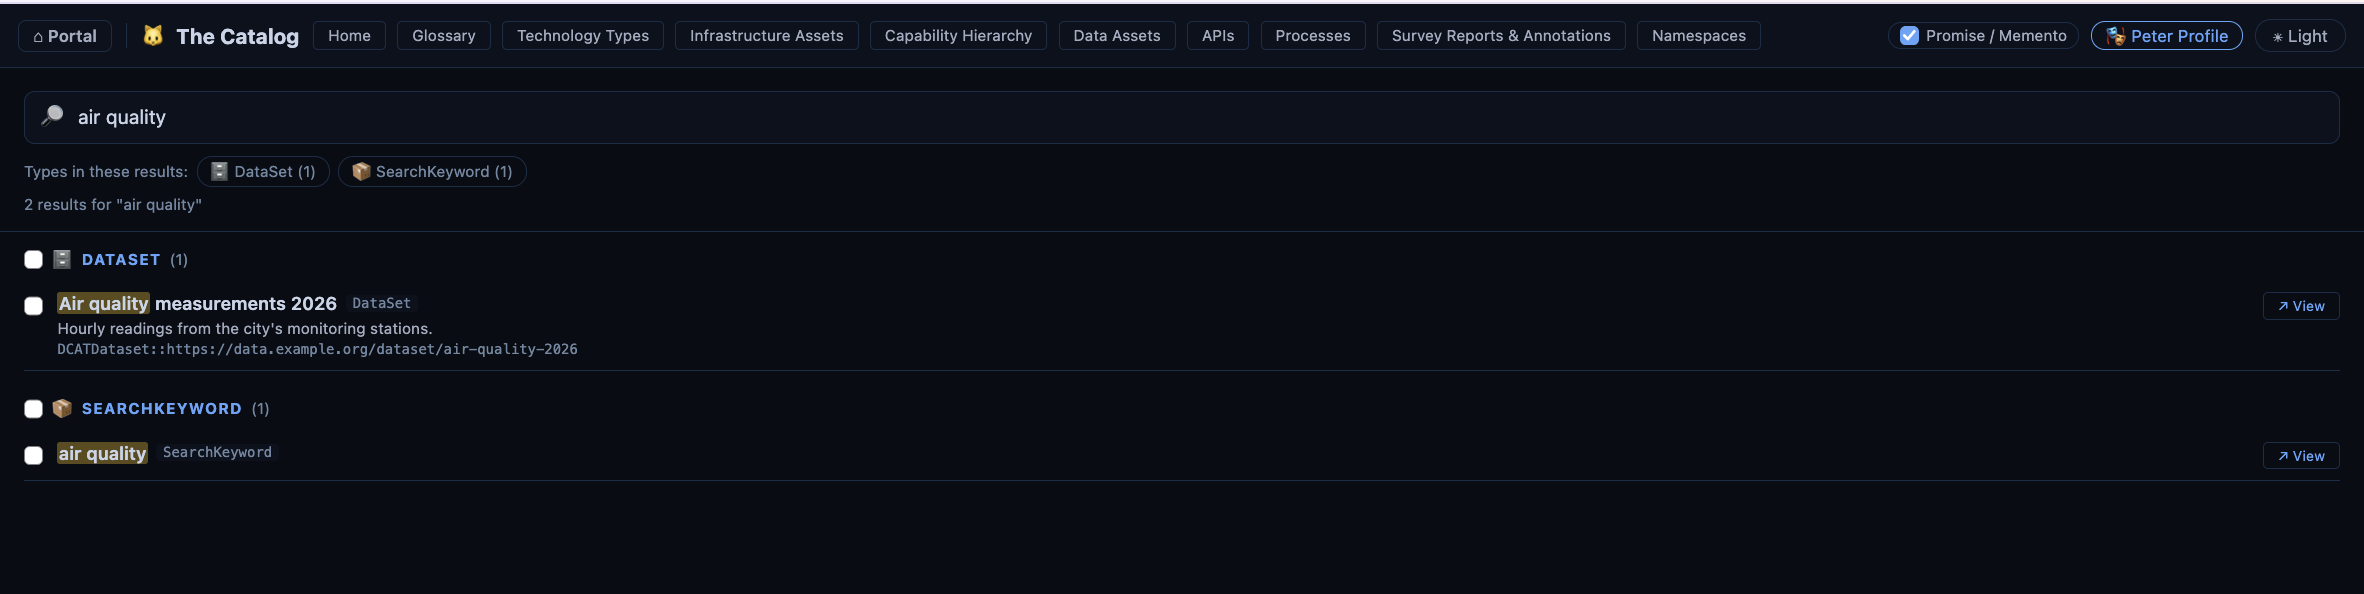 ⌂ Portal
The Catalog
Home
Glossary
Technology Types
Infrastructure Assets
Capability Hierarchy
Data Assets
APIs
Processes
Survey Reports & Annotations
Namespaces
Promise / Memento
Peter Profile
☀ Light
air quality
Types in these results: DataSet (1) SearchKeyword (1)
2 results for "air quality"
DATASET (1)
Air quality measurements 2026 DataSet
↗ View
Hourly readings from the city's monitoring stations.
DCATDataset::https://data.example.org/dataset/air-quality-2026
SEARCHKEYWORD (1)
air quality SearchKeyword
↗ View